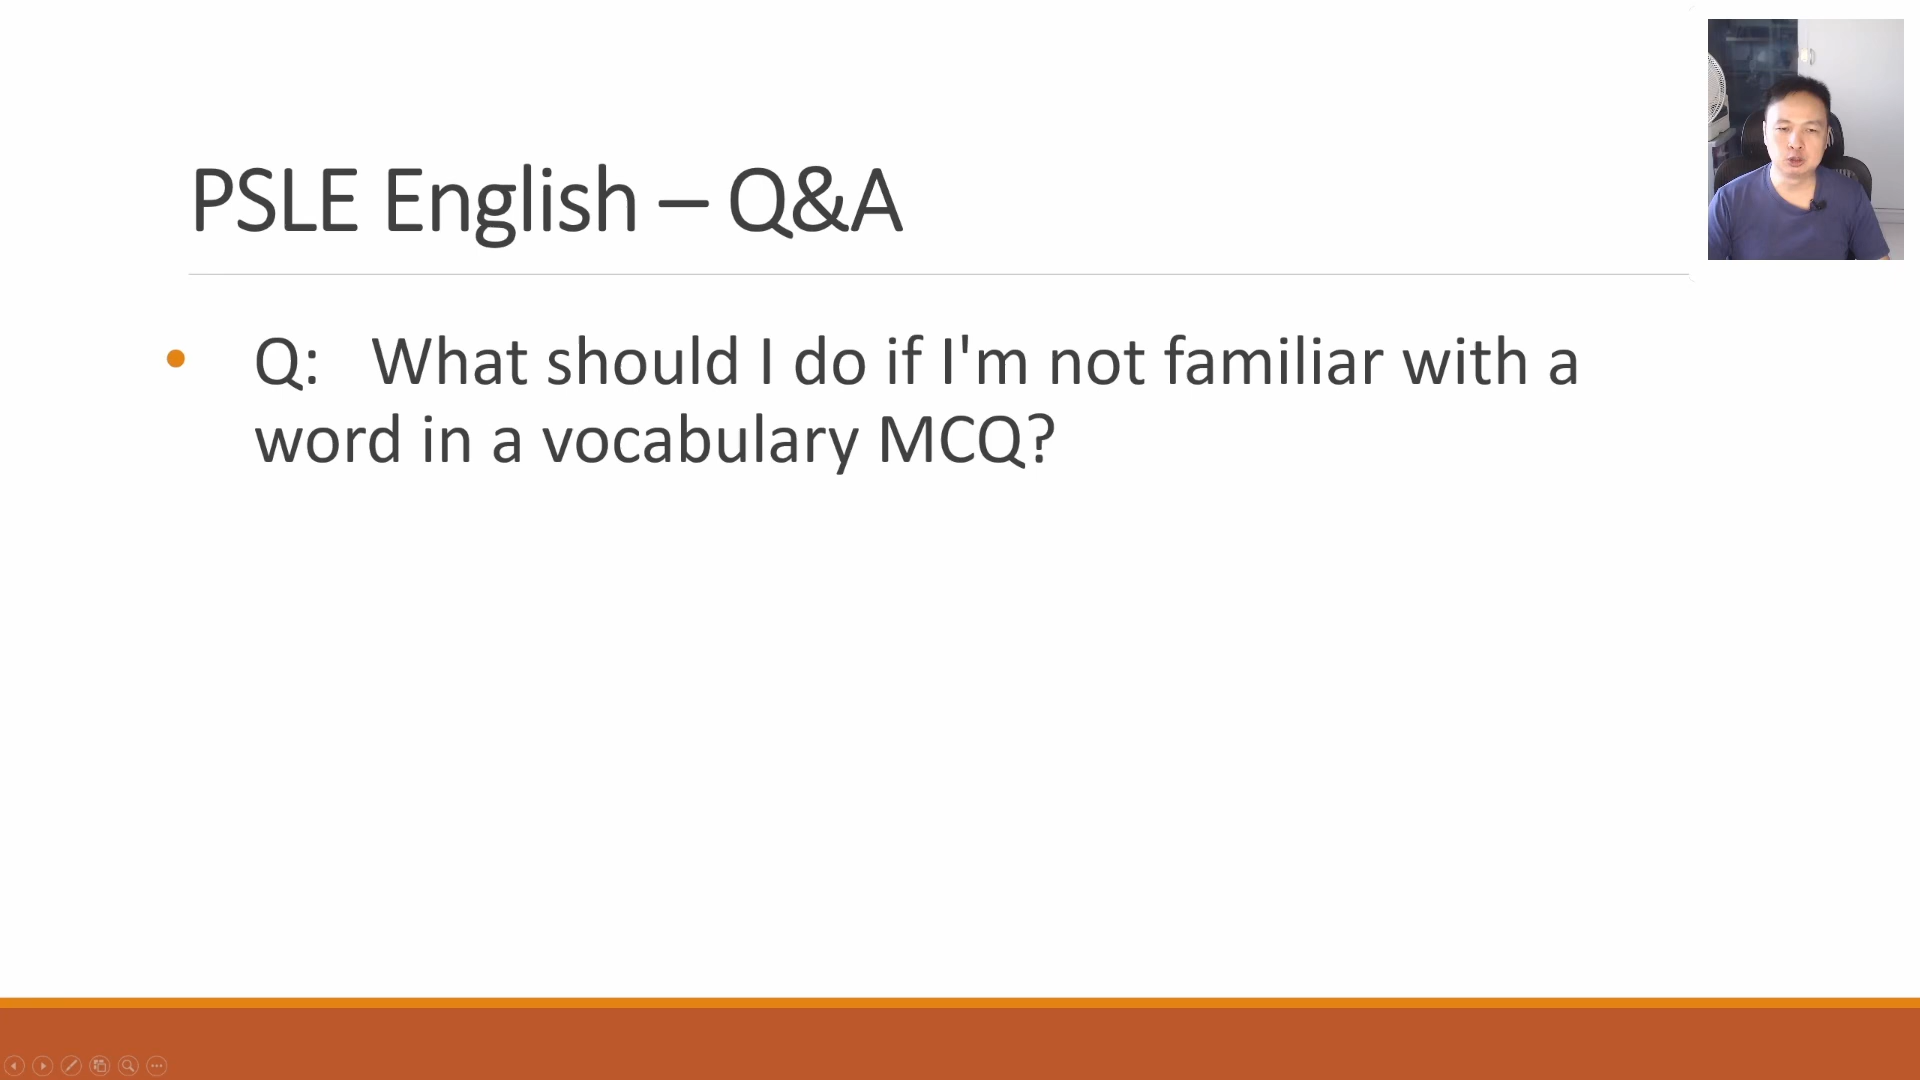 PSLE English – Q&A
• Q: What should I do if I'm not familiar with a
word in a vocabulary MCQ?